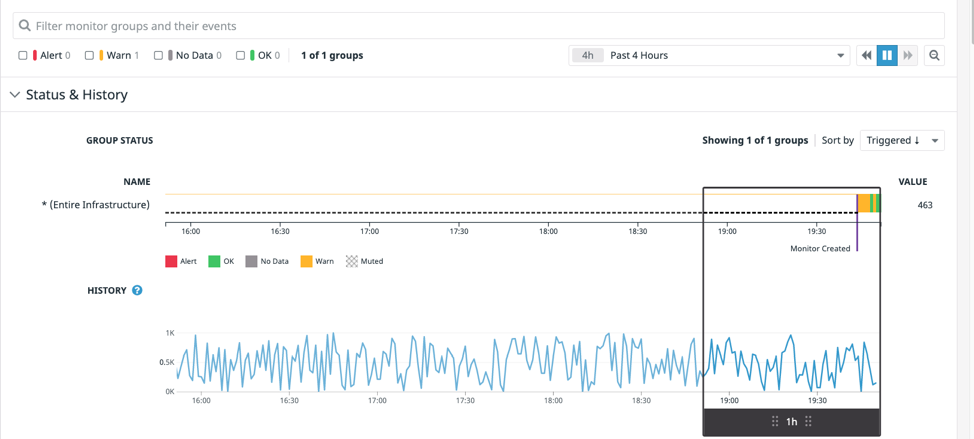 Filter monitor groups and their events
Alert 0 Warn 1 No Data 0 OK 0 1 of 1 groups 4h Past 4 Hours
Status & History
GROUP STATUS Showing 1 of 1 groups Sort by Triggered ↓
NAME VALUE
* (Entire Infrastructure) 463
16:00 16:30 17:00 17:30 18:00 18:30 19:00 19:30
Monitor Created
Alert OK No Data Warn Muted
HISTORY ?
1K
0.5K
0K
16:00 16:30 17:00 17:30 18:00 18:30 19:00 19:30
1h